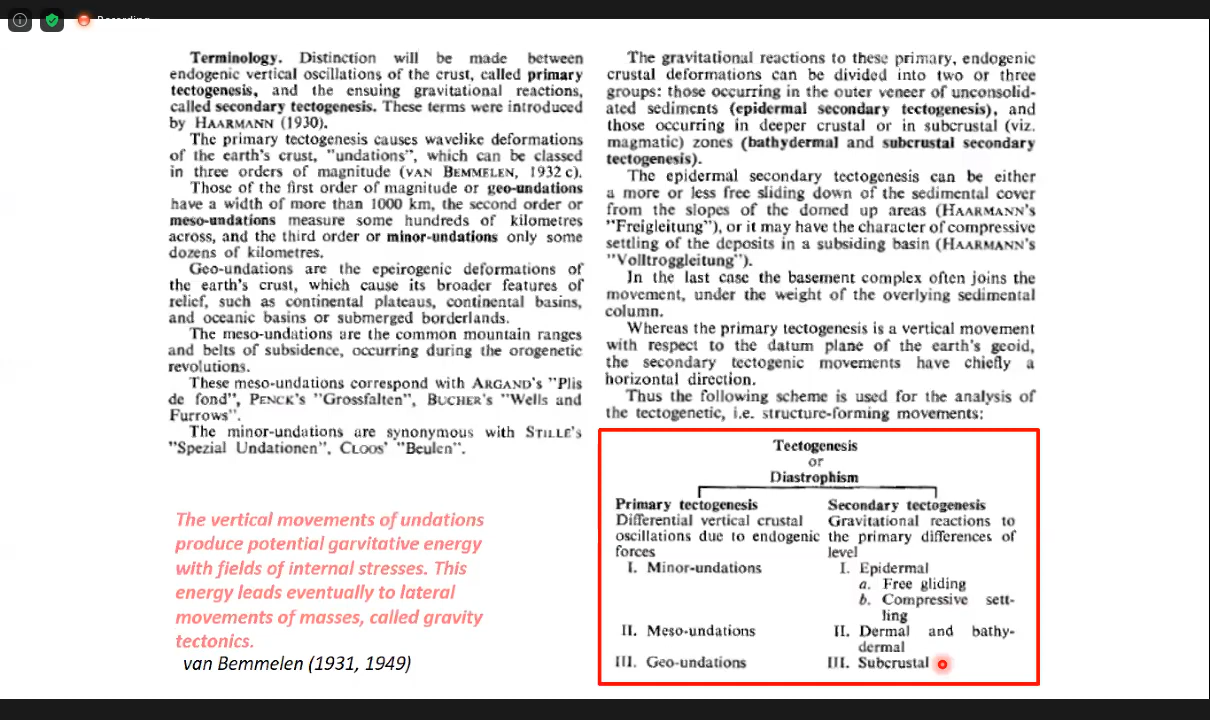 Recording
Terminology. Distinction will be made between
endogenic vertical oscillations of the crust, called primary
tectogenesis, and the ensuing gravitational reactions,
called secondary tectogenesis. These terms were introduced
by HAARMANN (1930).
The primary tectogenesis causes wavelike deformations
of the earth's crust, "undations", which can be classed
in three orders of magnitude (VAN BEMMELEN, 1932 c).
Those of the first order of magnitude or geo-undations
have a width of more than 1000 km, the second order or
meso-undations measure some hundreds of kilometres
across, and the third order or minor-undations only some
dozens of kilometres.
Geo-undations are the epeirogenic deformations of
the earth's crust, which cause its broader features of
relief, such as continental plateaus, continental basins,
and oceanic basins or submerged borderlands.
The meso-undations are the common mountain ranges
and belts of subsidence, occurring during the orogenetic
revolutions.
These meso-undations correspond with ARGAND's "Plis
de fond", PENCK's "Grossfalten", BUCHER's "Wells and
Furrows".
The minor-undations are synonymous with STILLE's
"Spezial Undationen", CLOOS' "Beulen".
The vertical movements of undations
produce potential garvitative energy
with fields of internal stresses. This
energy leads eventually to lateral
movements of masses, called gravity
tectonics.
van Bemmelen (1931, 1949)
The gravitational reactions to these primary, endogenic
crustal deformations can be divided into two or three
groups: those occurring in the outer veneer of unconsolid-
ated sediments (epidermal secondary tectogenesis), and
those occurring in deeper crustal or in subcrustal (viz.
magmatic) zones (bathydermal and subcrustal secondary
tectogenesis).
The epidermal secondary tectogenesis can be either
a more or less free sliding down of the sedimental cover
from the slopes of the domed up areas (HAARMANN's
"Freigleitung"), or it may have the character of compressive
settling of the deposits in a subsiding basin (HAARMANN's
"Volltroggleitung").
In the last case the basement complex often joins the
movement, under the weight of the overlying sedimental
column.
Whereas the primary tectogenesis is a vertical movement
with respect to the datum plane of the earth's geoid,
the secondary tectogenic movements have chiefly a
horizontal direction.
Thus the following scheme is used for the analysis of
the tectogenetic, i.e. structure-forming movements:
Tectogenesis
or
Diastrophism
Primary tectogenesis
Differential vertical crustal
oscillations due to endogenic
forces
I. Minor-undations
II. Meso-undations
III. Geo-undations
Secondary tectogenesis
Gravitational reactions to
the primary differences of
level
I. Epidermal
a. Free gliding
b. Compressive sett-
ling
II. Dermal and bathy-
dermal
III. Subcrustal